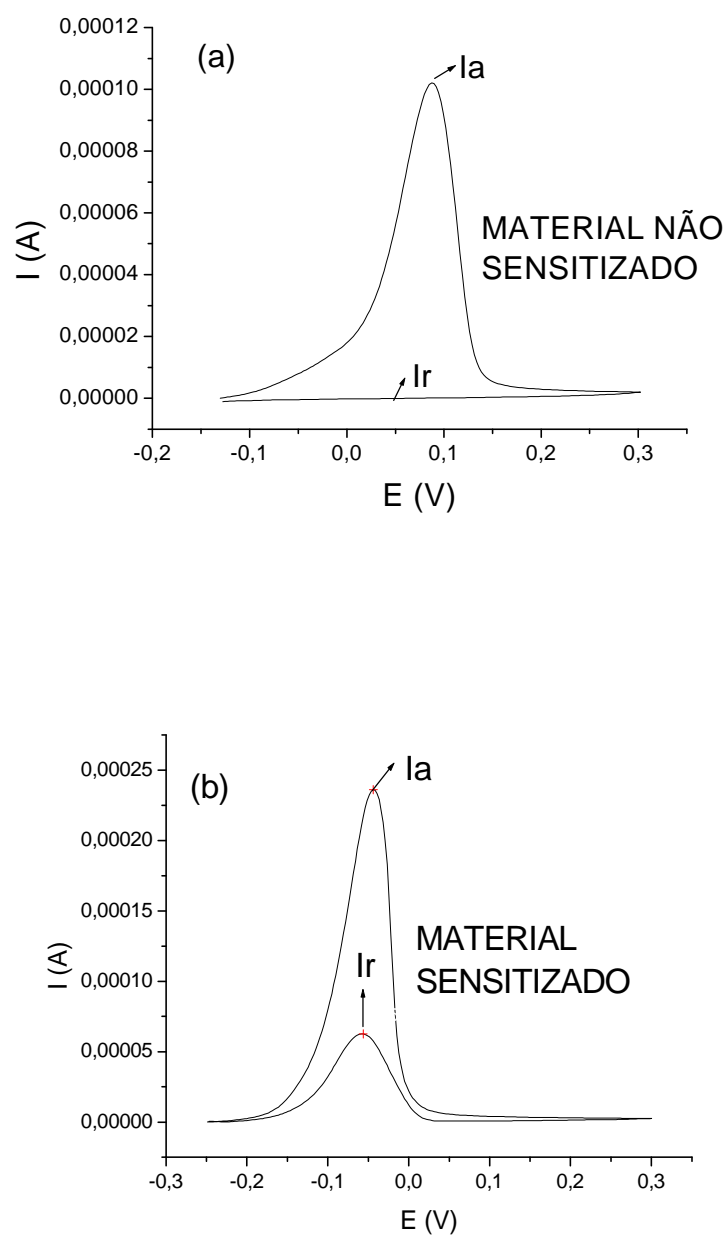 0,00012
(a)
Ia
0,00010
0,00008
0,00006
MATERIAL NÃO
SENSITIZADO
I (A)
0,00004
0,00002
Ir
0,00000
-0,2 -0,1 0,0 0,1 0,2 0,3
E (V)
0,00025
(b)
Ia
0,00020
0,00015
MATERIAL
SENSITIZADO
Ir
I (A)
0,00010
0,00005
0,00000
-0,3 -0,2 -0,1 0,0 0,1 0,2 0,3
E (V)